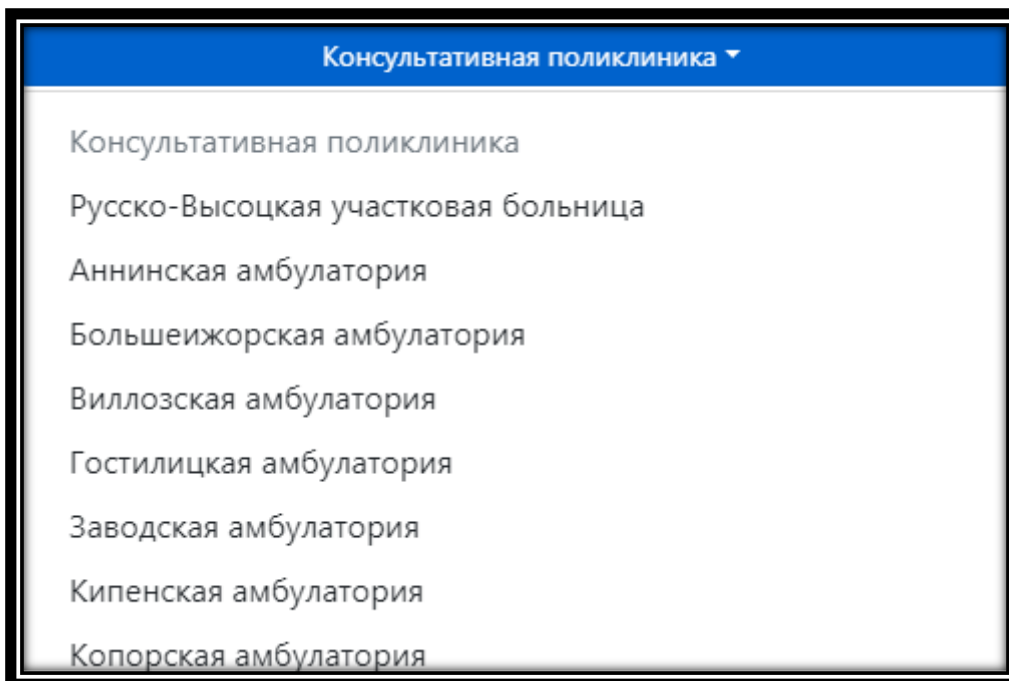 Консультативная поликлиника
Консультативная поликлиника
Русско-Высоцкая участковая больница
Аннинская амбулатория
Большеижорская амбулатория
Виллозская амбулатория
Гостилицкая амбулатория
Заводская амбулатория
Кипенская амбулатория
Копорская амбулатория